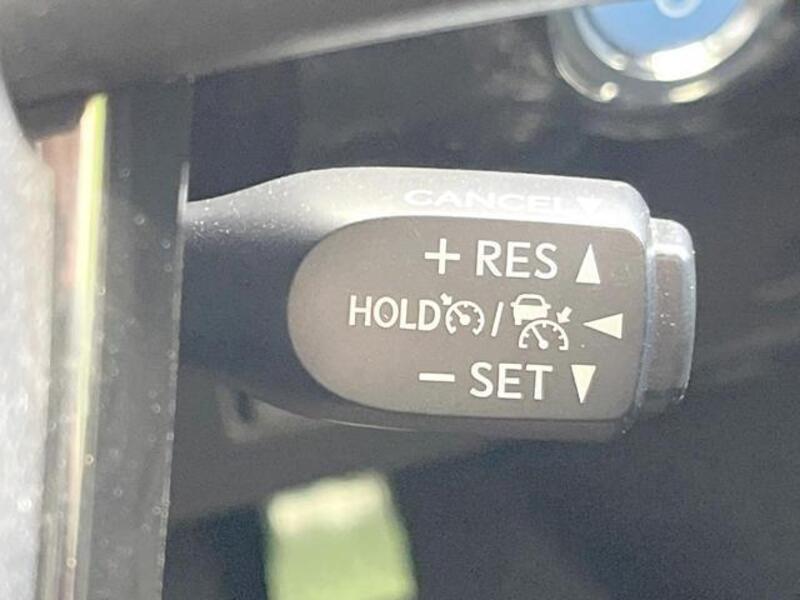 CANCEL▼
+ RES ▲
HOLD / ◀
− SET ▼